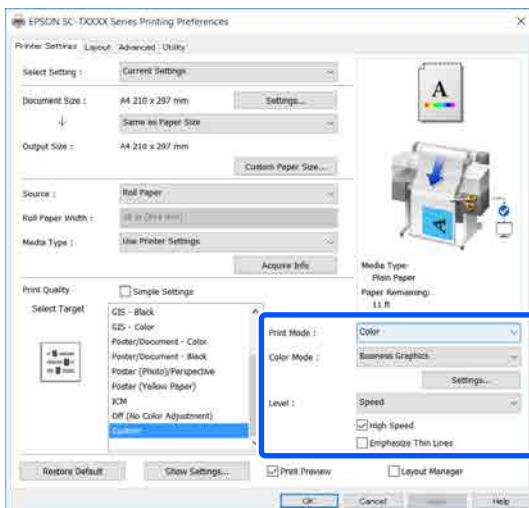 EPSON SC-TXXXX Series Printing Preferences
Printer Settings Layout Advanced Utility
Select Setting : Current Settings
Document Size : A4 210 x 297 mm Settings...
Same as Paper Size
Output Size : A4 210 x 297 mm
Custom Paper Size...
Source : Roll Paper
Roll Paper Width :
Media Type : Use Printer Settings
Acquire Info
A
Media Type:
Plain Paper
Paper Remaining:
11 ft
Print Quality Simple Settings
Select Target
GIS - Black
GIS - Color
Poster/Document - Color
Poster/Document - Black
Poster (Photo)/Perspective
Poster (Yellow Paper)
ICM
Off (No Color Adjustment)
Custom
Print Mode : Color
Color Mode : Business Graphics
Settings...
Level : Speed
High Speed
Emphasize Thin Lines
Restore Default Show Settings... Print Preview Layout Manager
OK Cancel Help